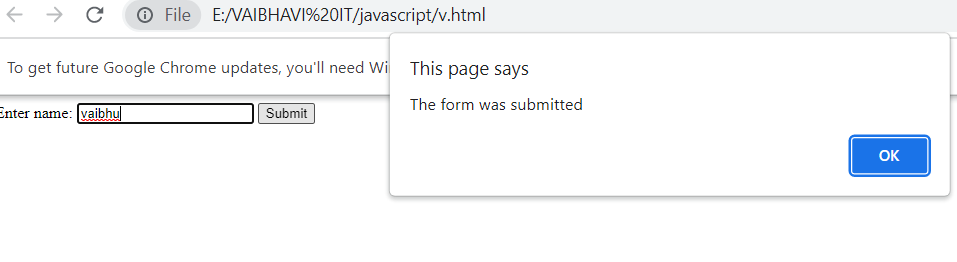 File E:/VAIBHAVI%20IT/javascript/v.html
To get future Google Chrome updates, you'll need Wi
This page says
The form was submitted
OK
Enter name: vaibhu Submit